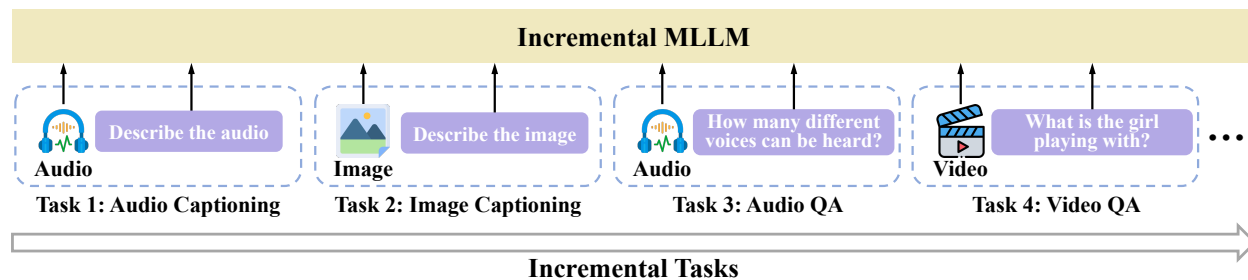 Incremental MLLM
Describe the audio
Audio
Task 1: Audio Captioning
Describe the image
Image
Task 2: Image Captioning
How many different
voices can be heard?
Audio
Task 3: Audio QA
What is the girl
playing with?
Video
Task 4: Video QA
...
Incremental Tasks